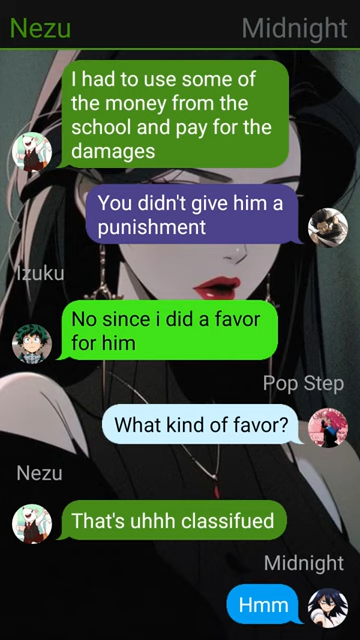 Nezu Midnight
I had to use some of
the money from the
school and pay for the
damages
You didn't give him a
punishment
Izuku
No since i did a favor
for him
Pop Step
What kind of favor?
Nezu
That's uhhh classifued
Midnight
Hmm